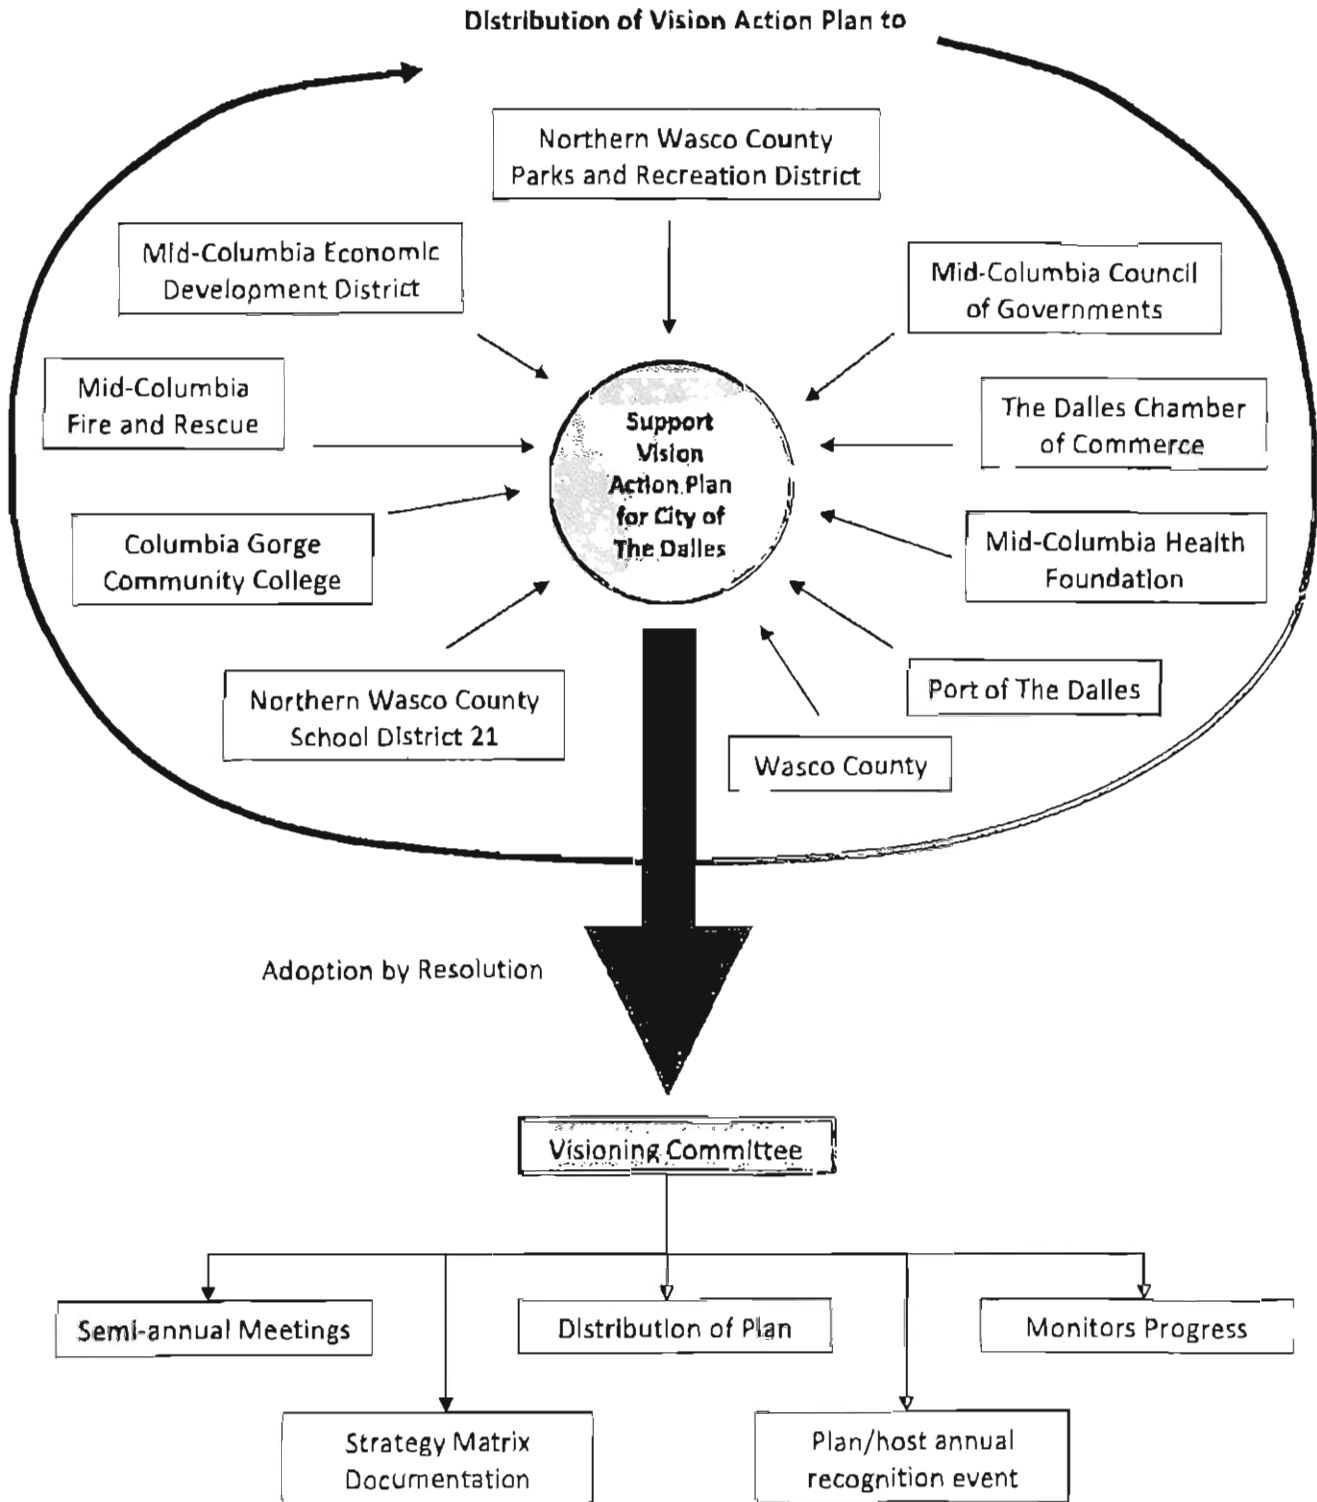 Distribution of Vision Action Plan to
Northern Wasco County
Parks and Recreation District
Mid-Columbia Economic
Development District
Mid-Columbia Council
of Governments
Mid-Columbia
Fire and Rescue
The Dalles Chamber
of Commerce
Support
Vision
Action Plan
for City of
The Dalles
Columbia Gorge
Community College
Mid-Columbia Health
Foundation
Northern Wasco County
School District 21
Port of The Dalles
Wasco County
Adoption by Resolution
Visioning Committee
Semi-annual Meetings
Distribution of Plan
Monitors Progress
Strategy Matrix
Documentation
Plan/host annual
recognition event